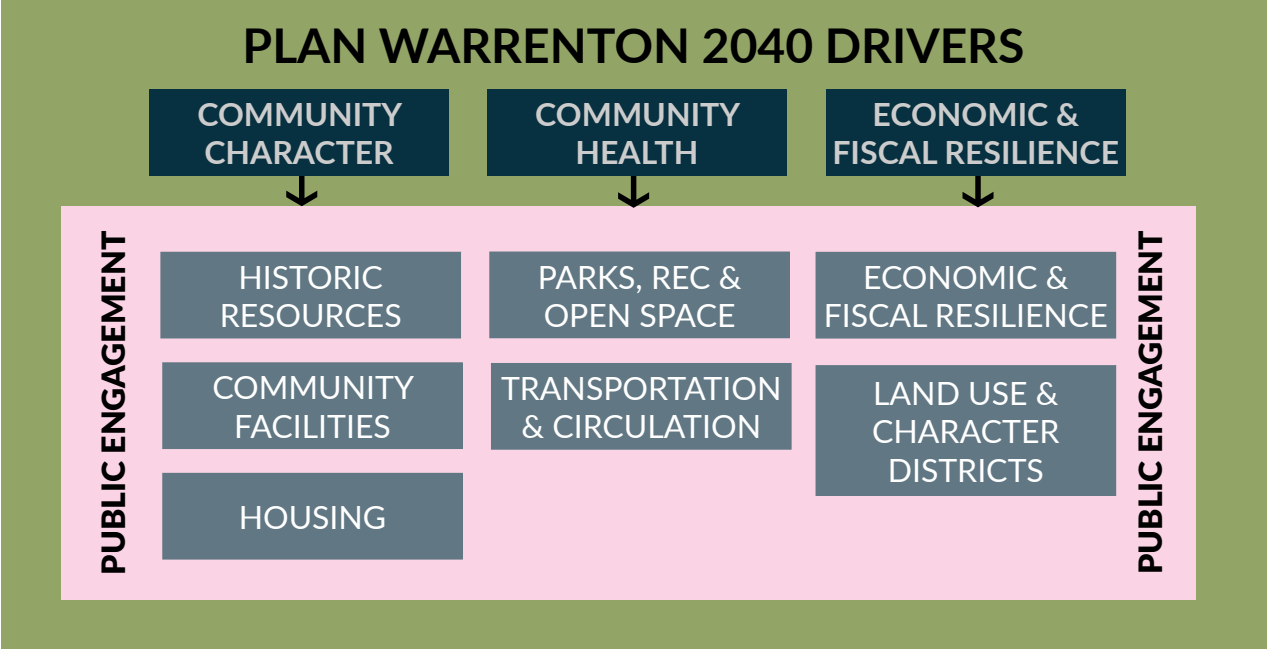 PLAN WARRENTON 2040 DRIVERS
COMMUNITY
CHARACTER
COMMUNITY
HEALTH
ECONOMIC &
FISCAL RESILIENCE
PUBLIC ENGAGEMENT
HISTORIC
RESOURCES
COMMUNITY
FACILITIES
HOUSING
PARKS, REC &
OPEN SPACE
TRANSPORTATION
& CIRCULATION
ECONOMIC &
FISCAL RESILIENCE
LAND USE &
CHARACTER
DISTRICTS
PUBLIC ENGAGEMENT